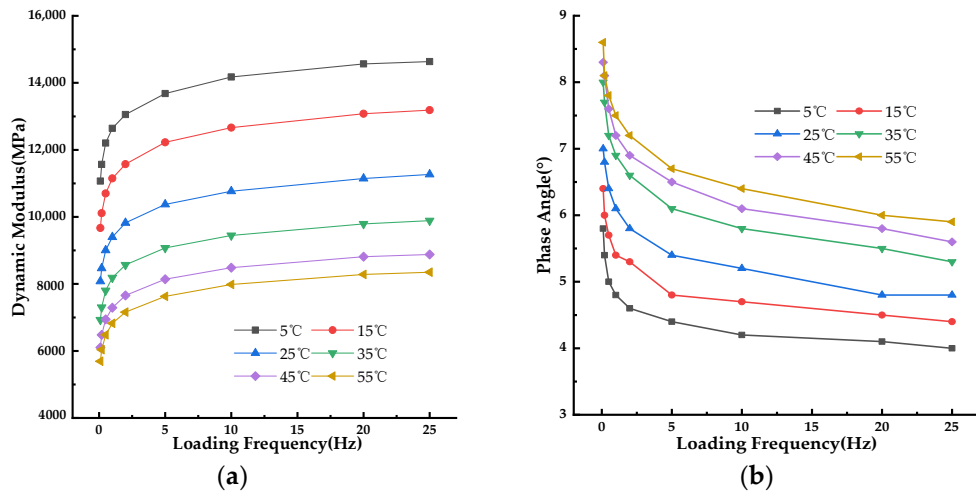 16,000
14,000
12,000
10,000
8000
6000
4000
Dynamic Modulus(MPa)
5℃ 15℃
25℃ 35℃
45℃ 55℃
0 5 10 15 20 25
Loading Frequency(Hz)
(a)
9
8
7
6
5
4
3
Phase Angle(°)
5℃ 15℃
25℃ 35℃
45℃ 55℃
0 5 10 15 20 25
Loading Frequency(Hz)
(b)